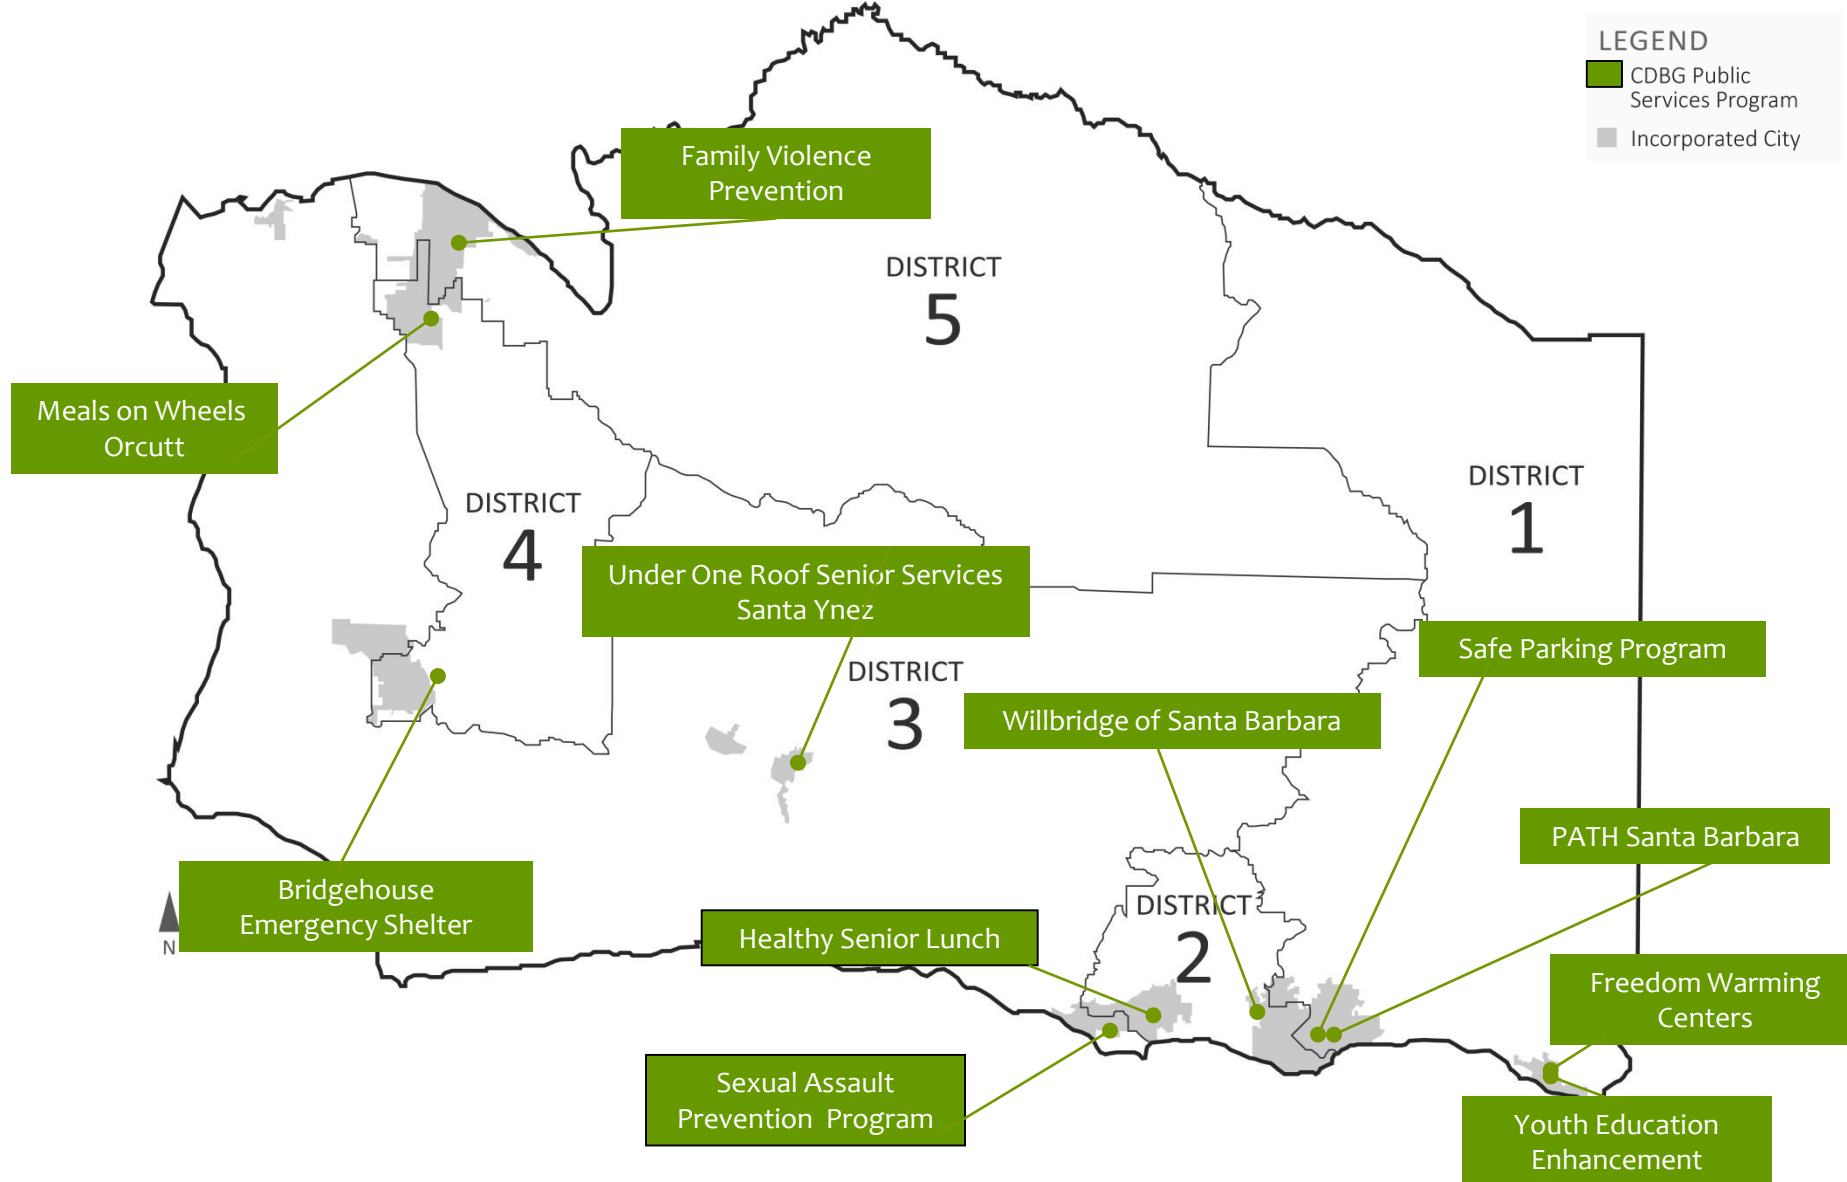 LEGEND
CDBG Public
Services Program
Incorporated City
Family Violence
Prevention
DISTRICT
5
Meals on Wheels
Orcutt
DISTRICT
4
DISTRICT
1
Under One Roof Senior Services
Santa Ynez
Safe Parking Program
DISTRICT
3
Willbridge of Santa Barbara
PATH Santa Barbara
Bridgehouse
Emergency Shelter
N
DISTRICT
2
Healthy Senior Lunch
Freedom Warming
Centers
Sexual Assault
Prevention  Program
Youth Education
Enhancement